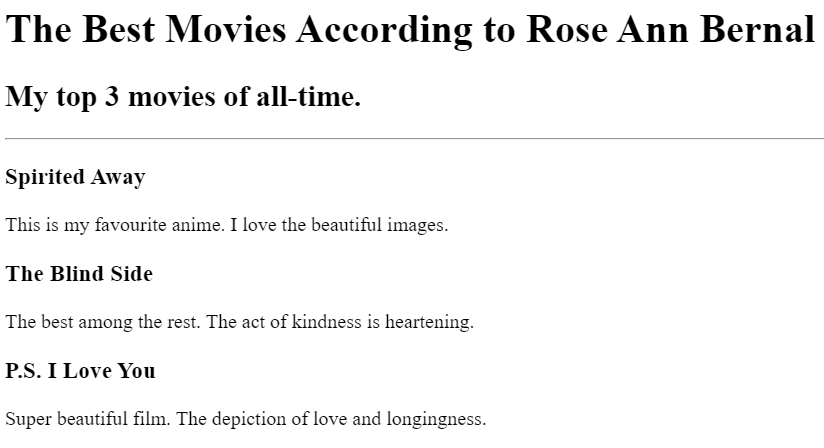 The Best Movies According to Rose Ann Bernal
My top 3 movies of all-time.
Spirited Away
This is my favourite anime. I love the beautiful images.
The Blind Side
The best among the rest. The act of kindness is heartening.
P.S. I Love You
Super beautiful film. The depiction of love and longingness.